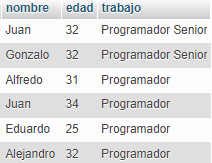 nombre edad trabajo
Juan 32 Programador Senior
Gonzalo 32 Programador Senior
Alfredo 31 Programador
Juan 34 Programador
Eduardo 25 Programador
Alejandro 32 Programador